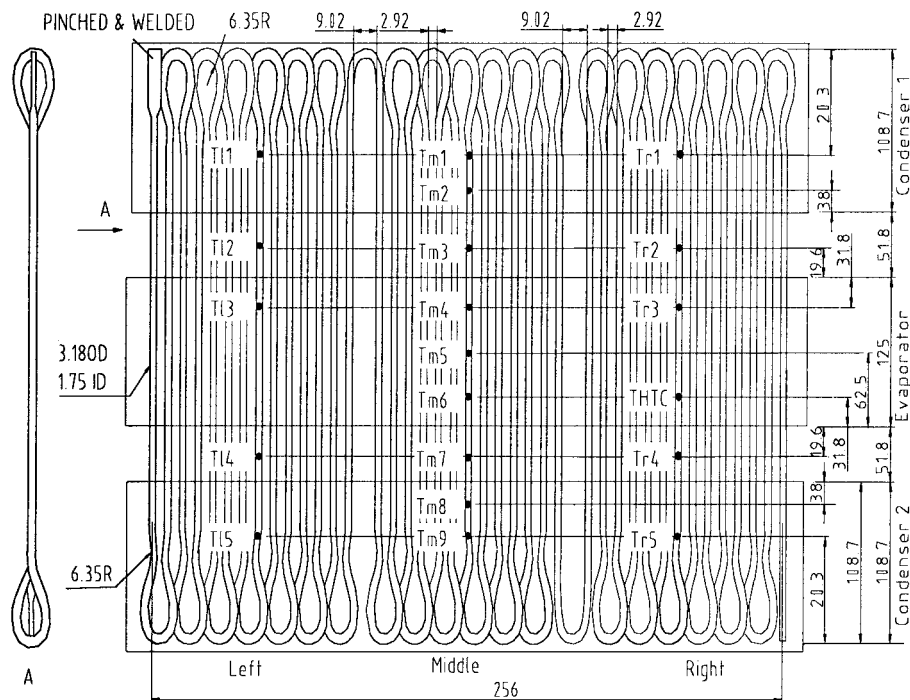 PINCHED & WELDED
6.35R
9.02
2.92
9.02
2.92
20.3
108.7
Condenser 1
Tl1
Tm1
Tr1
Tm2
38
A
Tl2
Tm3
Tr2
19.6
31.8
51.8
Tl3
Tm4
Tr3
3.18OD
1.75 ID
Tm5
Tm6
THTC
62.5
125
Evaporator
Tl4
Tm7
Tr4
19.6
31.8
51.8
Tm8
38
Tl5
Tm9
Tr5
6.35R
20.3
108.7
108.7
Condenser 2
A
Left
Middle
Right
256